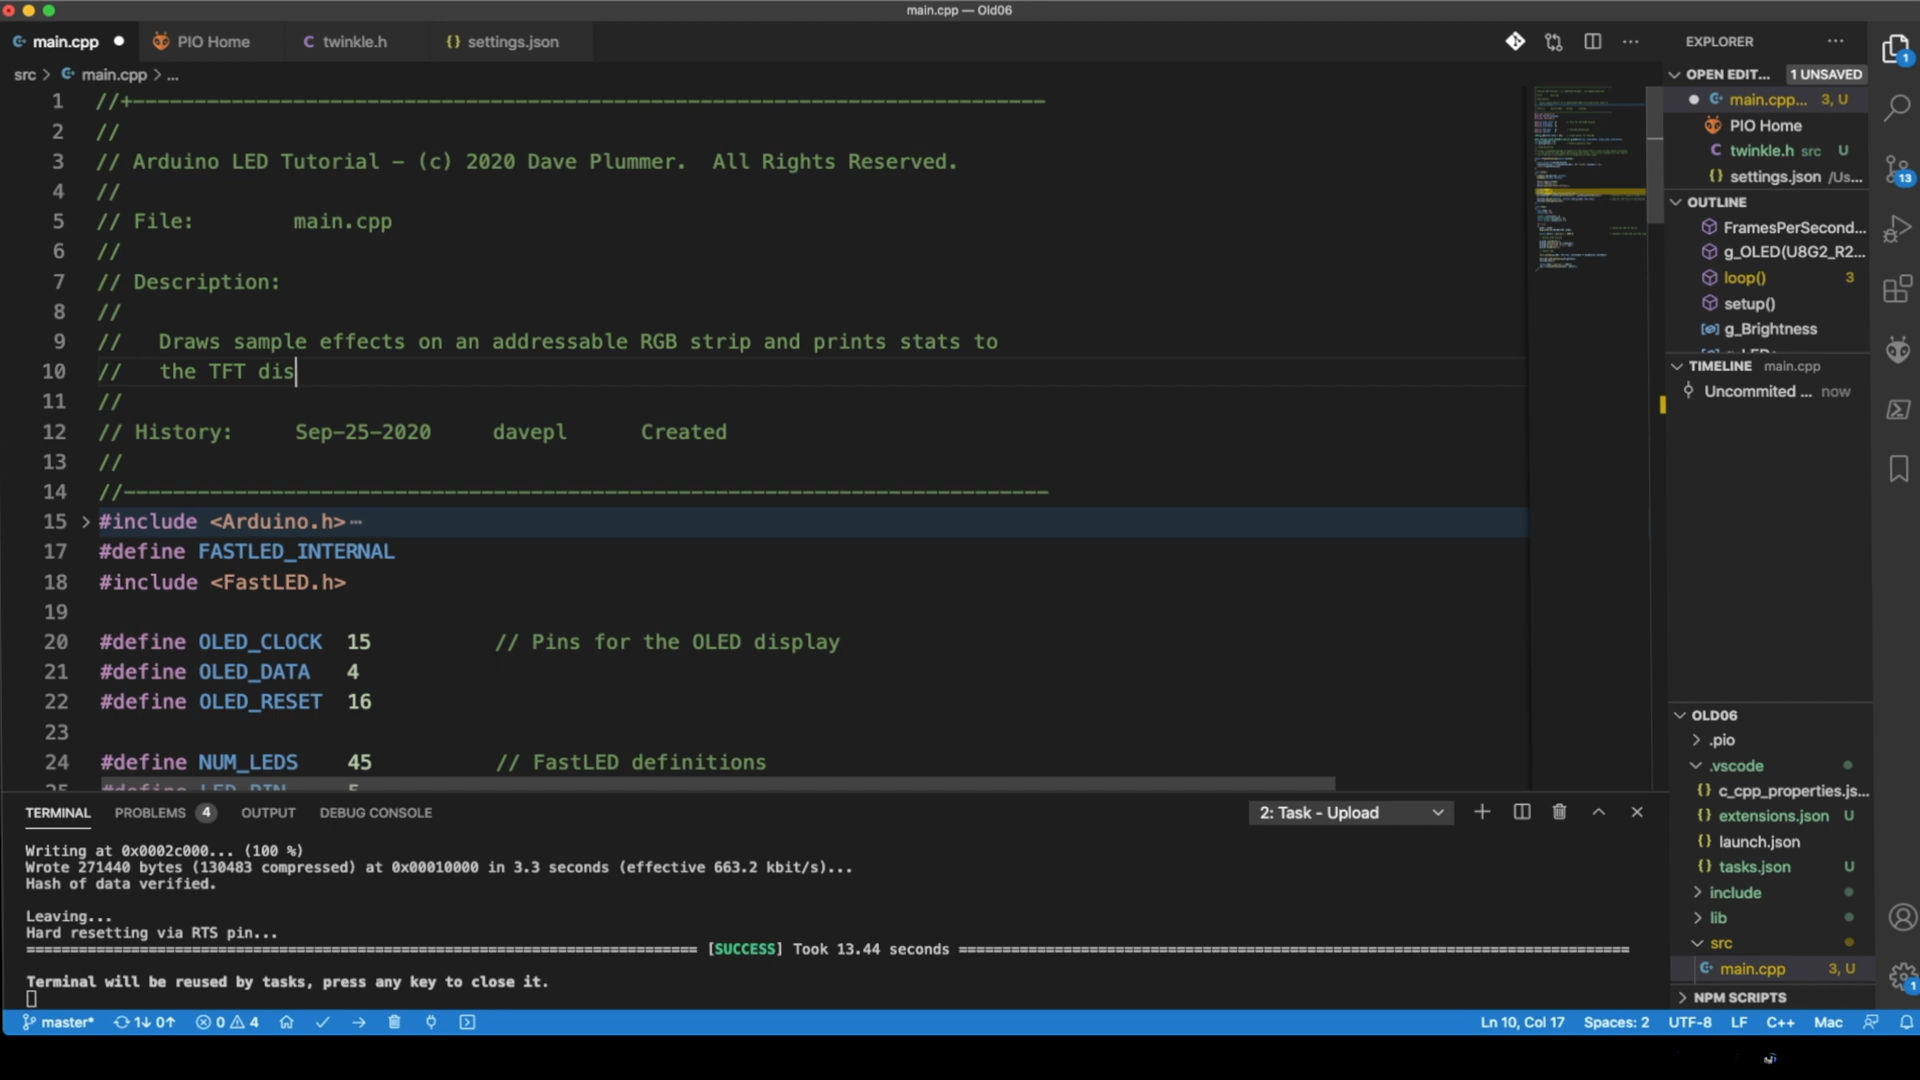 main.cpp — Old06
main.cpp
PIO Home
twinkle.h
settings.json
src > main.cpp > ...
1 //+--------------------------------------------------------------------------
2 //
3 // Arduino LED Tutorial - (c) 2020 Dave Plummer.  All Rights Reserved.
4 //
5 // File:        main.cpp
6 //
7 // Description:
8 //
9 //   Draws sample effects on an addressable RGB strip and prints stats to
10 //   the TFT dis
11 //
12 // History:     Sep-25-2020     davepl      Created
13 //
14 //---------------------------------------------------------------------------
15 #include <Arduino.h>
17 #define FASTLED_INTERNAL
18 #include <FastLED.h>
19
20 #define OLED_CLOCK  15          // Pins for the OLED display
21 #define OLED_DATA   4
22 #define OLED_RESET  16
23
24 #define NUM_LEDS    45          // FastLED definitions
25 #define LED_PIN     5
TERMINAL
PROBLEMS 4
OUTPUT
DEBUG CONSOLE
2: Task - Upload
Writing at 0x0002c000... (100 %)
Wrote 271440 bytes (130483 compressed) at 0x00010000 in 3.3 seconds (effective 663.2 kbit/s)...
Hash of data verified.
Leaving...
Hard resetting via RTS pin...
[SUCCESS] Took 13.44 seconds
Terminal will be reused by tasks, press any key to close it.
EXPLORER
OPEN EDIT... 1 UNSAVED
main.cpp... 3, U
PIO Home
twinkle.h src U
settings.json /Us...
OUTLINE
FramesPerSecond...
g_OLED(U8G2_R2...
loop() 3
setup()
g_Brightness
TIMELINE main.cpp
Uncommited ... now
OLD06
.pio
.vscode
c_cpp_properties.js...
extensions.json U
launch.json
tasks.json U
include
lib
src
main.cpp 3, U
NPM SCRIPTS
1
13
1
master* 1↓ 0↑ 0 4
Ln 10, Col 17 Spaces: 2 UTF-8 LF C++ Mac